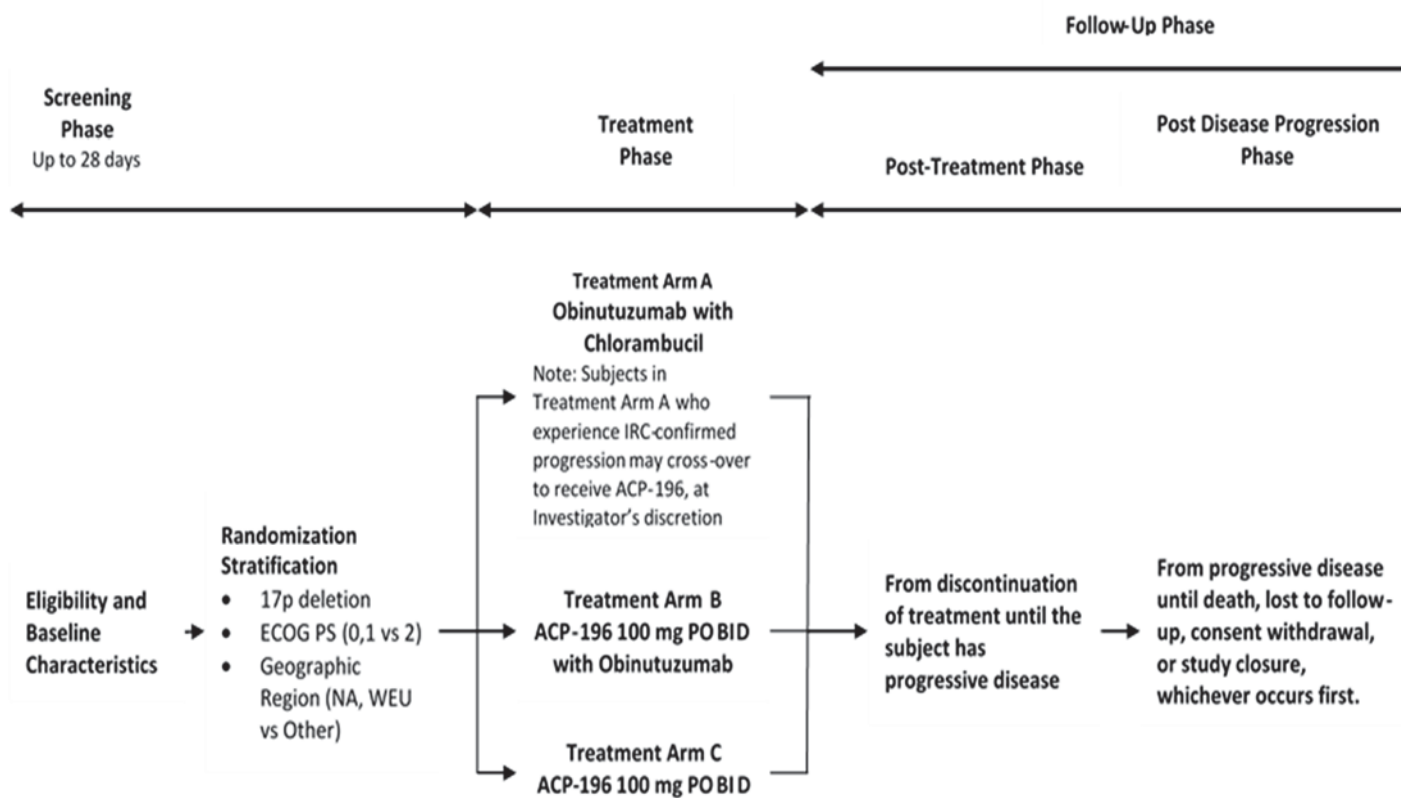 Follow-Up Phase
Screening
Phase
Up to 28 days
Treatment
Phase
Post-Treatment Phase
Post Disease Progression
Phase
Treatment Arm A
Obinutuzumab with
Chlorambucil
Note: Subjects in
Treatment Arm A who
experience IRC-confirmed
progression may cross-over
to receive ACP-196, at
Investigator's discretion
Eligibility and
Baseline
Characteristics
Randomization
Stratification
• 17p deletion
• ECOG PS (0,1 vs 2)
• Geographic
Region (NA, WEU
vs Other)
Treatment Arm B
ACP-196 100 mg PO BID
with Obinutuzumab
Treatment Arm C
ACP-196 100 mg PO BID
From discontinuation
of treatment until the
subject has
progressive disease
From progressive disease
until death, lost to follow-
up, consent withdrawal,
or study closure,
whichever occurs first.